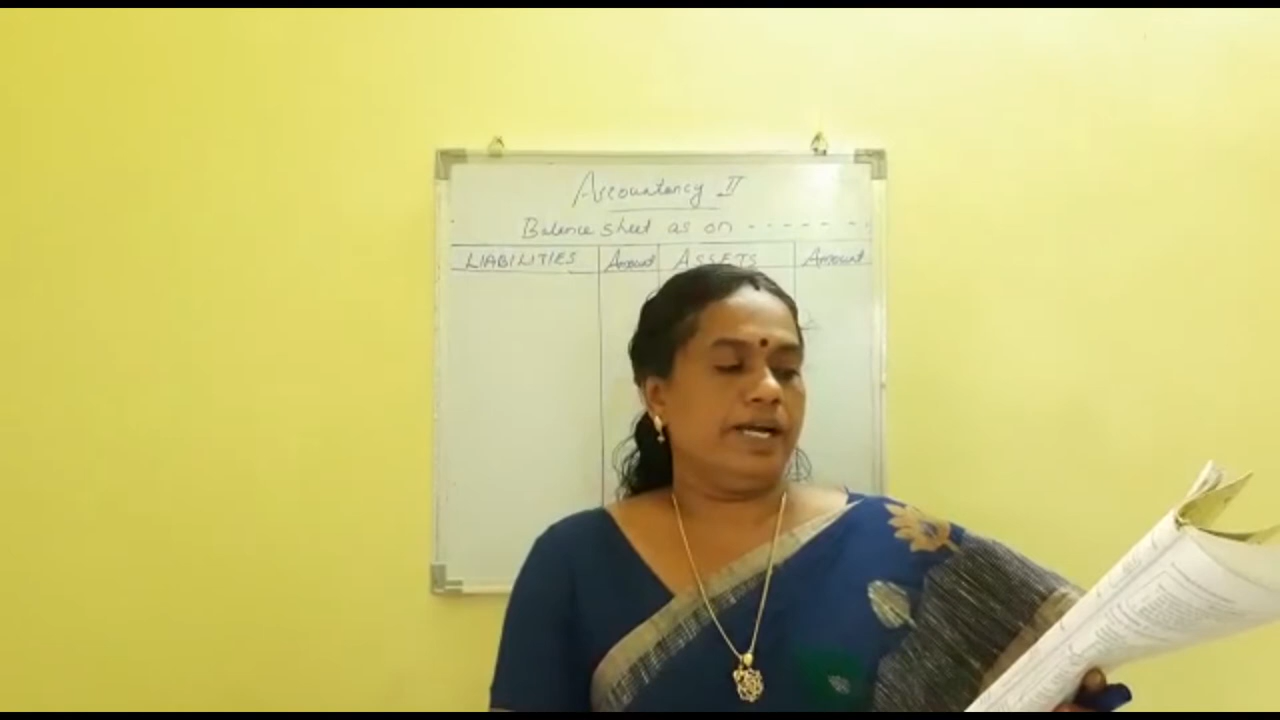 Accountancy II
Balance sheet as on - - - - - -
LIABILITIES Amount ASSETS Amount